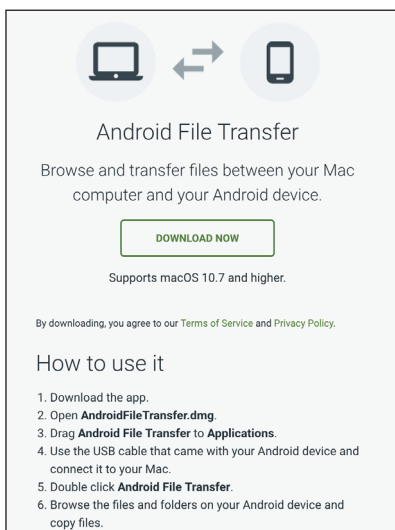 Android File Transfer
Browse and transfer files between your Mac
computer and your Android device.
DOWNLOAD NOW
Supports macOS 10.7 and higher.
By downloading, you agree to our Terms of Service and Privacy Policy.
How to use it
1. Download the app.
2. Open AndroidFileTransfer.dmg.
3. Drag Android File Transfer to Applications.
4. Use the USB cable that came with your Android device and
connect it to your Mac.
5. Double click Android File Transfer.
6. Browse the files and folders on your Android device and
copy files.